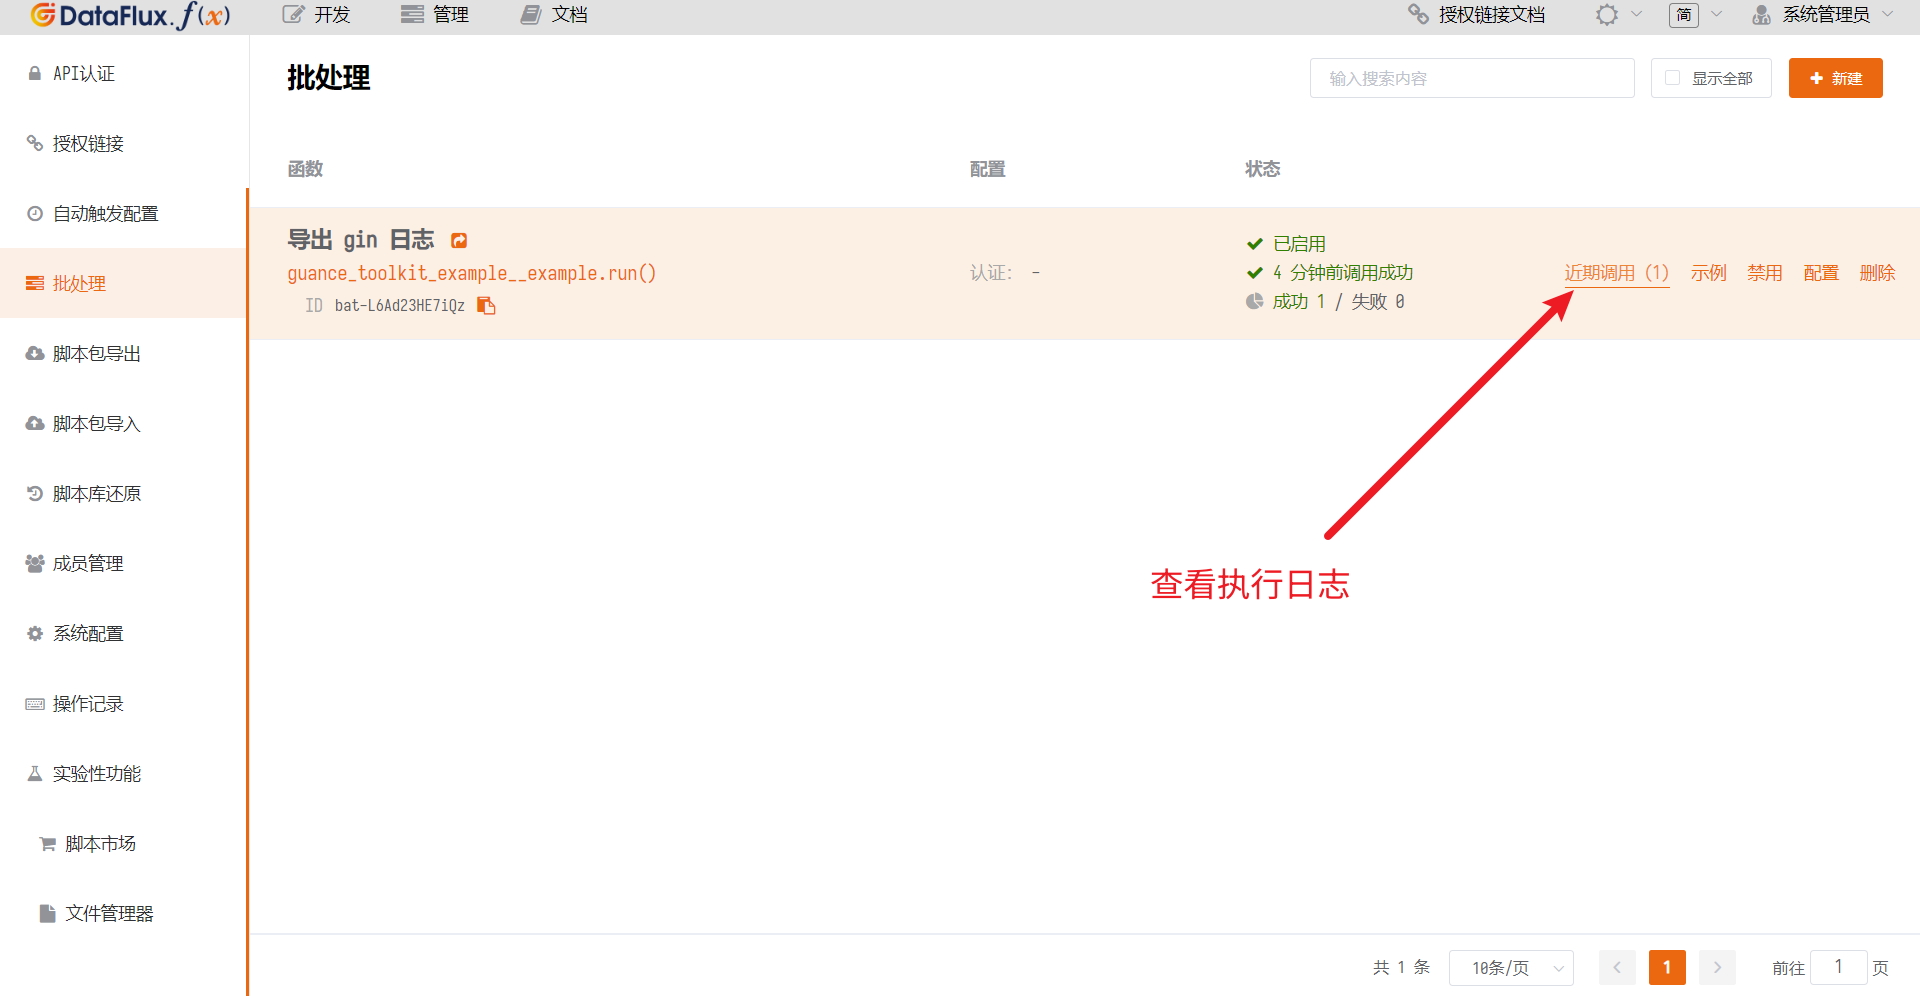 DataFlux.f(x)
开发
管理
文档
授权链接文档
简
系统管理员
API认证
授权链接
自动触发配置
批处理
脚本包导出
脚本包导入
脚本库还原
成员管理
系统配置
操作记录
实验性功能
脚本市场
文件管理器
批处理
输入搜索内容
显示全部
新建
函数
配置
状态
导出 gin 日志
guance_toolkit_example__example.run()
ID bat-L6Ad23HE7iQz
认证： -
已启用
4 分钟前调用成功
成功 1 / 失败 0
近期调用 (1)
示例
禁用
配置
删除
查看执行日志
共 1 条
10条/页
1
前往 1 页